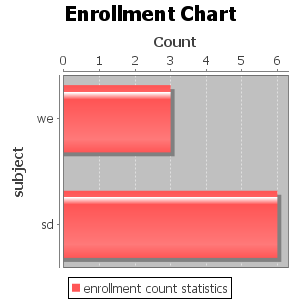 Enrollment Chart
Count
0 1 2 3 4 5 6
subject
we
sd
enrollment count statistics